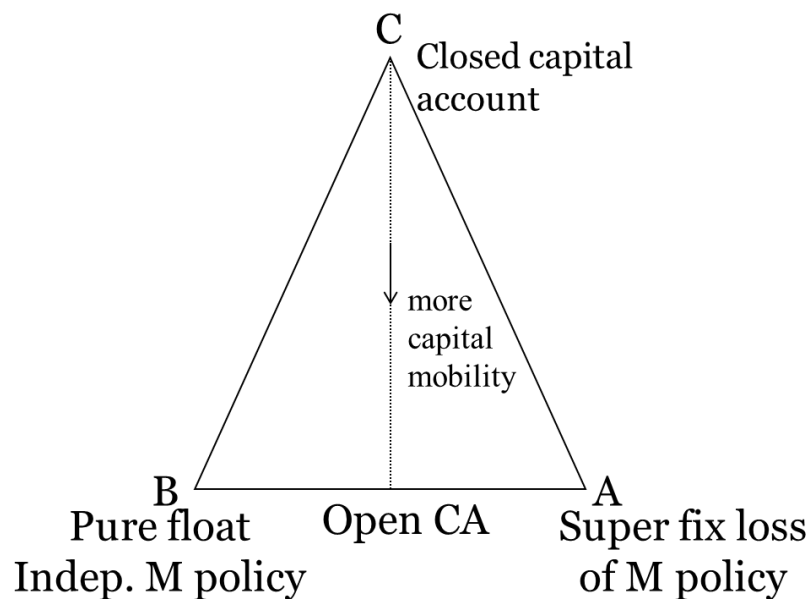 C
Closed capital
account
more
capital
mobility
B
A
Pure float
Indep. M policy
Open CA
Super fix loss
of M policy